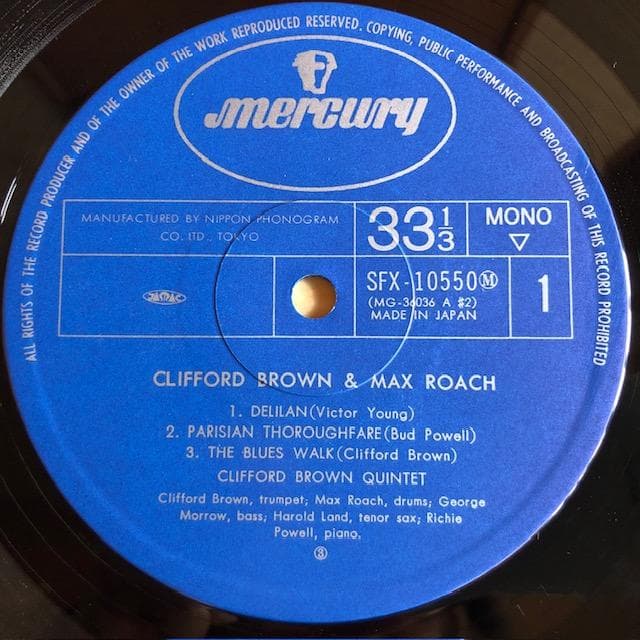 ALL RIGHTS OF THE RECORD PRODUCER AND OF THE OWNER OF THE WORK REPRODUCED RESERVED. COPYING, PUBLIC PERFORMANCE AND BROADCASTING OF THIS RECORD PROHIBITED
mercury
MANUFACTURED BY NIPPON PHONOGRAM
CO. LTD., TOKYO
33⅓
MONO
▽
JASRAC
SFX-10550Ⓜ
(MG-36036 A #2)
MADE IN JAPAN
1
CLIFFORD BROWN & MAX ROACH
1. DELILAN (Victor Young)
2. PARISIAN THOROUGHFARE (Bud Powell)
3. THE BLUES WALK (Clifford Brown)
CLIFFORD BROWN QUINTET
Clifford Brown, trumpet; Max Roach, drums; George
Morrow, bass; Harold Land, tenor sax; Richie
Powell, piano.
③